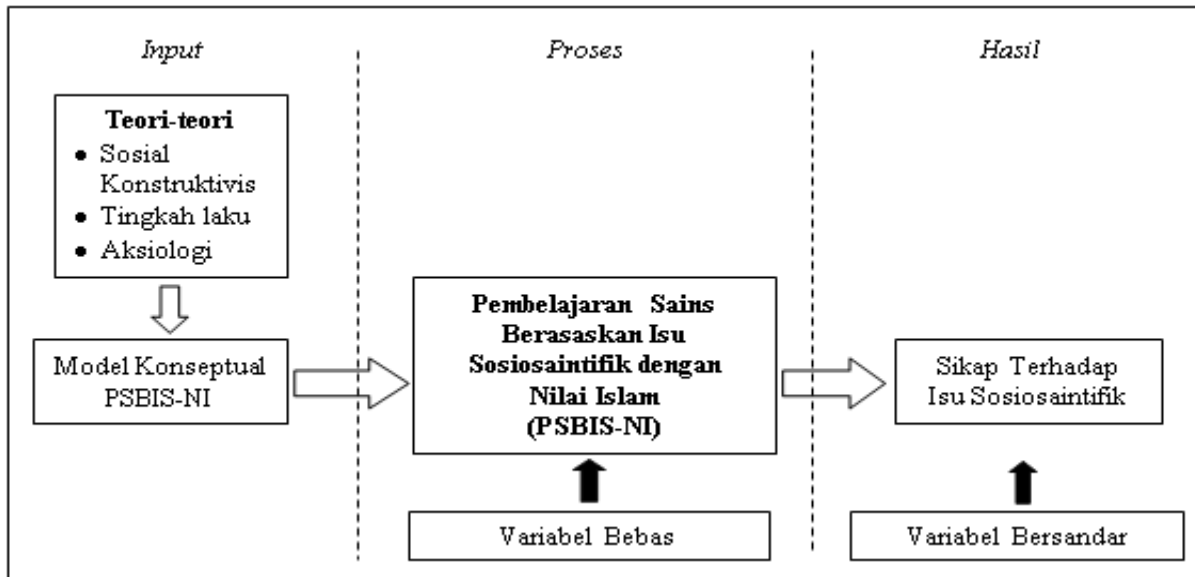 Input
Proses
Hasil
Teori-teori
● Sosial
Konstruktivis
● Tingkah laku
● Aksiologi
Model Konseptual
PSBIS-NI
Pembelajaran Sains
Berasaskan Isu
Sosiosaintifik dengan
Nilai Islam
(PSBIS-NI)
Sikap Terhadap
Isu Sosiosaintifik
Variabel Bebas
Variabel Bersandar